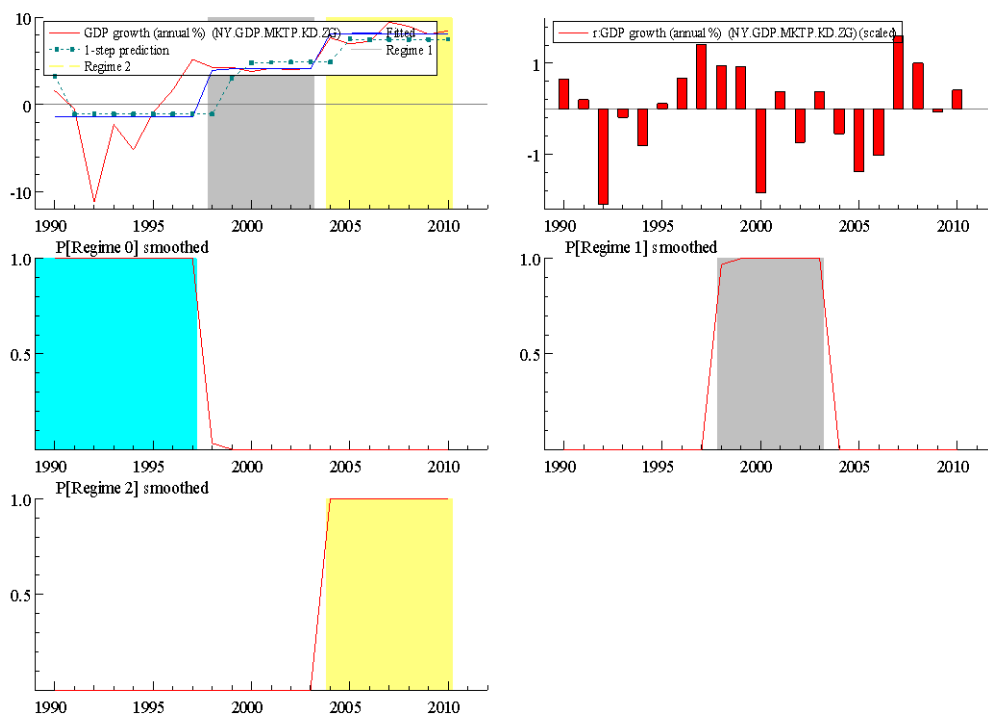 10
GDP growth (annual %) (NY.GDP.MKTP.KD.ZG) Fitted
1-step prediction Regime 1
Regime 2
0
-10
1990 1995 2000 2005 2010
r:GDP growth (annual %) (NY.GDP.MKTP.KD.ZG) (scaled)
1
-1
1990 1995 2000 2005 2010
P[Regime 0] smoothed
1.0
0.5
1990 1995 2000 2005 2010
P[Regime 1] smoothed
1.0
0.5
1990 1995 2000 2005 2010
P[Regime 2] smoothed
1.0
0.5
1990 1995 2000 2005 2010